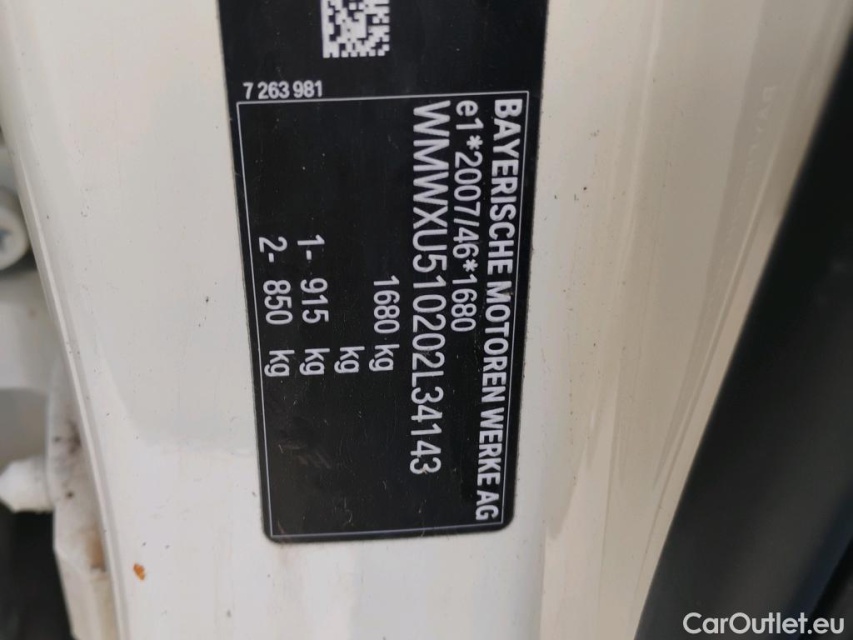 7 263 981
BAYERISCHE MOTOREN WERKE AG
e1*2007/46*1680
WMWXU510202L34143
1680 kg
kg
1- 915 kg
2- 850 kg
CarOutlet.eu